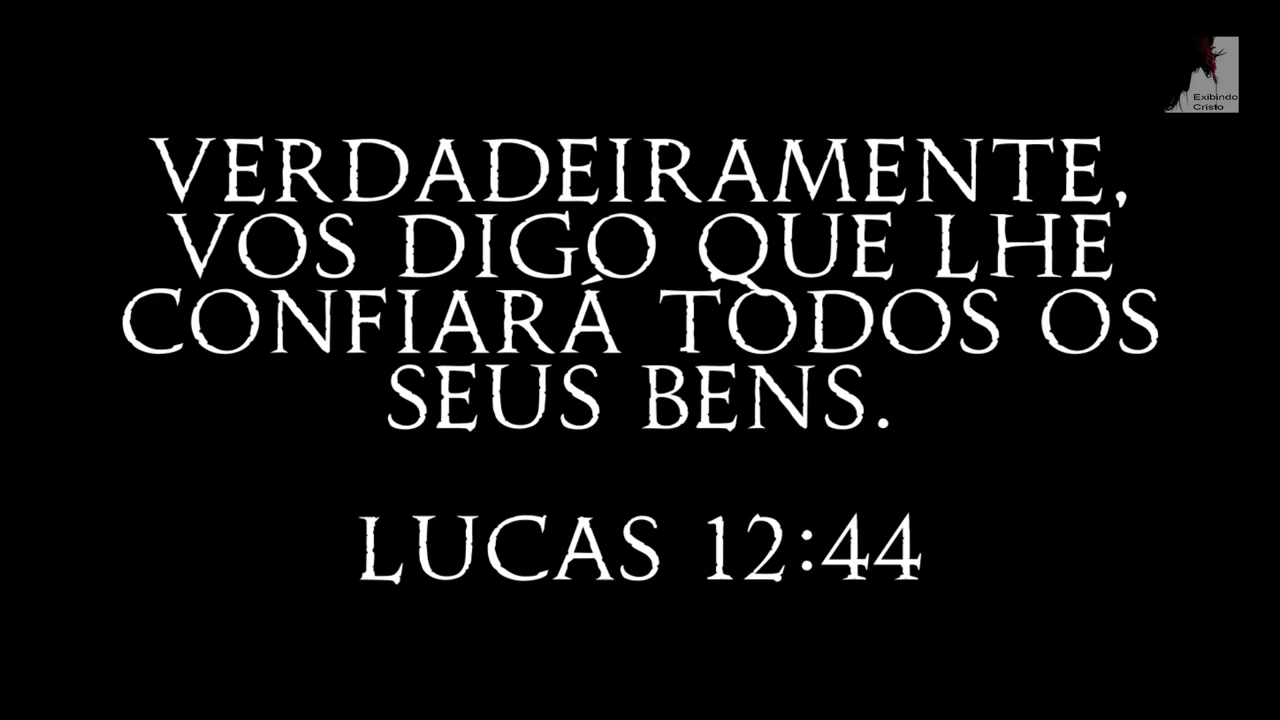 Exibindo
Cristo
VERDADEIRAMENTE,
VOS DIGO QUE LHE
CONFIARÁ TODOS OS
SEUS BENS.
LUCAS 12:44